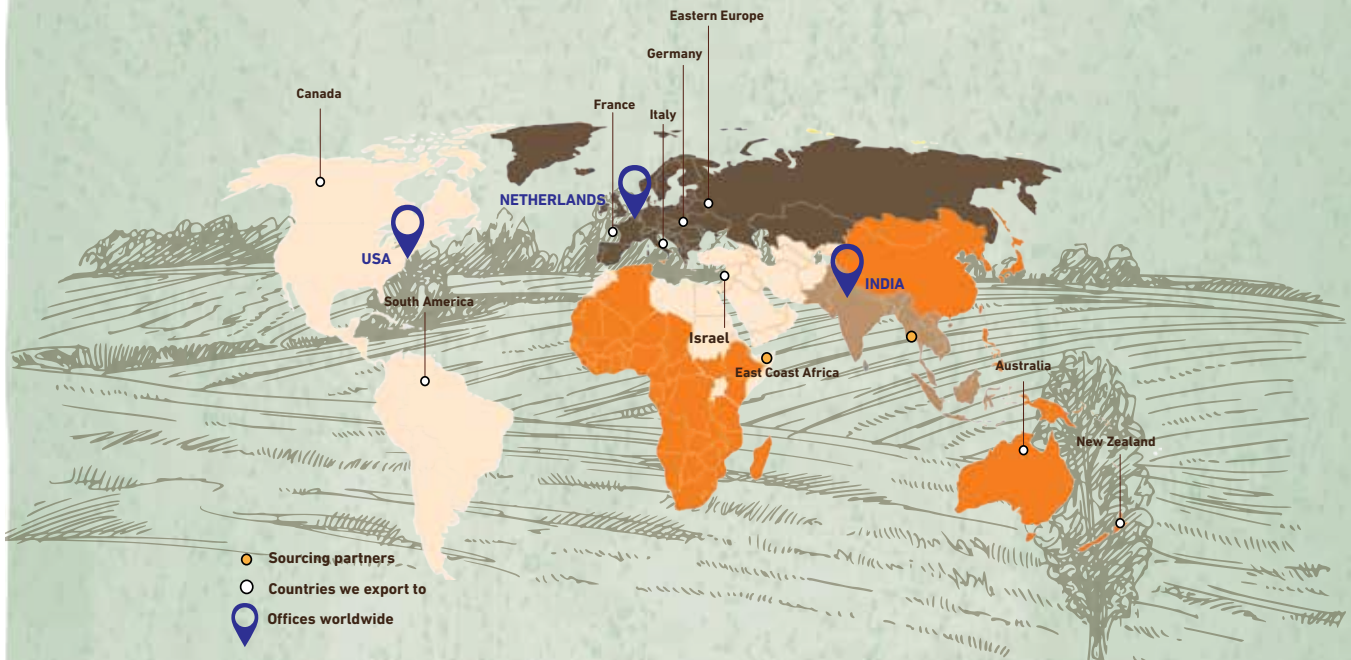 Eastern Europe
Germany
Canada
France
Italy
NETHERLANDS
USA
INDIA
South America
Israel
East Coast Africa
Australia
New Zealand
Sourcing partners
Countries we export to
Offices worldwide